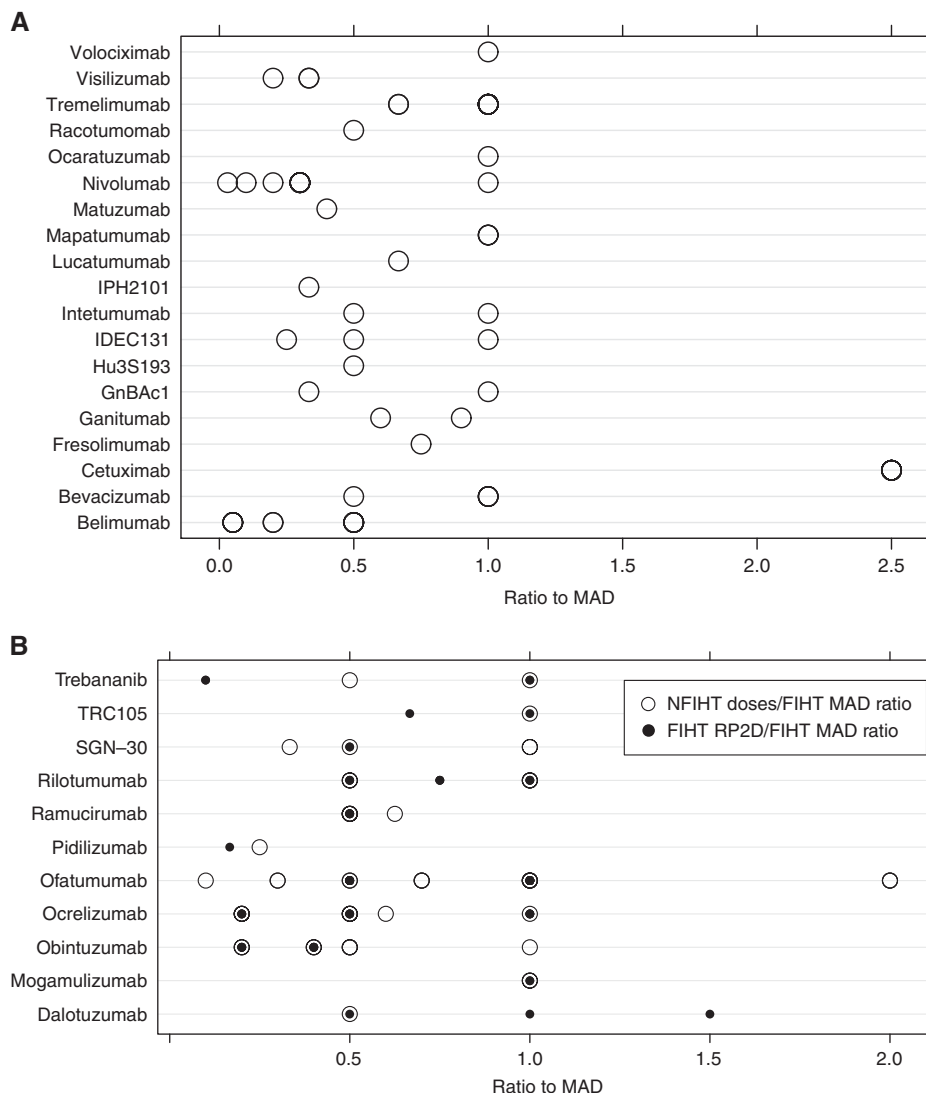 A
Volociximab
Visilizumab
Tremelimumab
Racotumomab
Ocaratuzumab
Nivolumab
Matuzumab
Mapatumumab
Lucatumumab
IPH2101
Intetumumab
IDEC131
Hu3S193
GnBAc1
Ganitumab
Fresolimumab
Cetuximab
Bevacizumab
Belimumab
0.0 0.5 1.0 1.5 2.0 2.5
Ratio to MAD
B
Trebananib
TRC105
SGN–30
Rilotumumab
Ramucirumab
Pidilizumab
Ofatumumab
Ocrelizumab
Obintuzumab
Mogamulizumab
Dalotuzumab
NFIHT doses/FIHT MAD ratio
FIHT RP2D/FIHT MAD ratio
0.5 1.0 1.5 2.0
Ratio to MAD